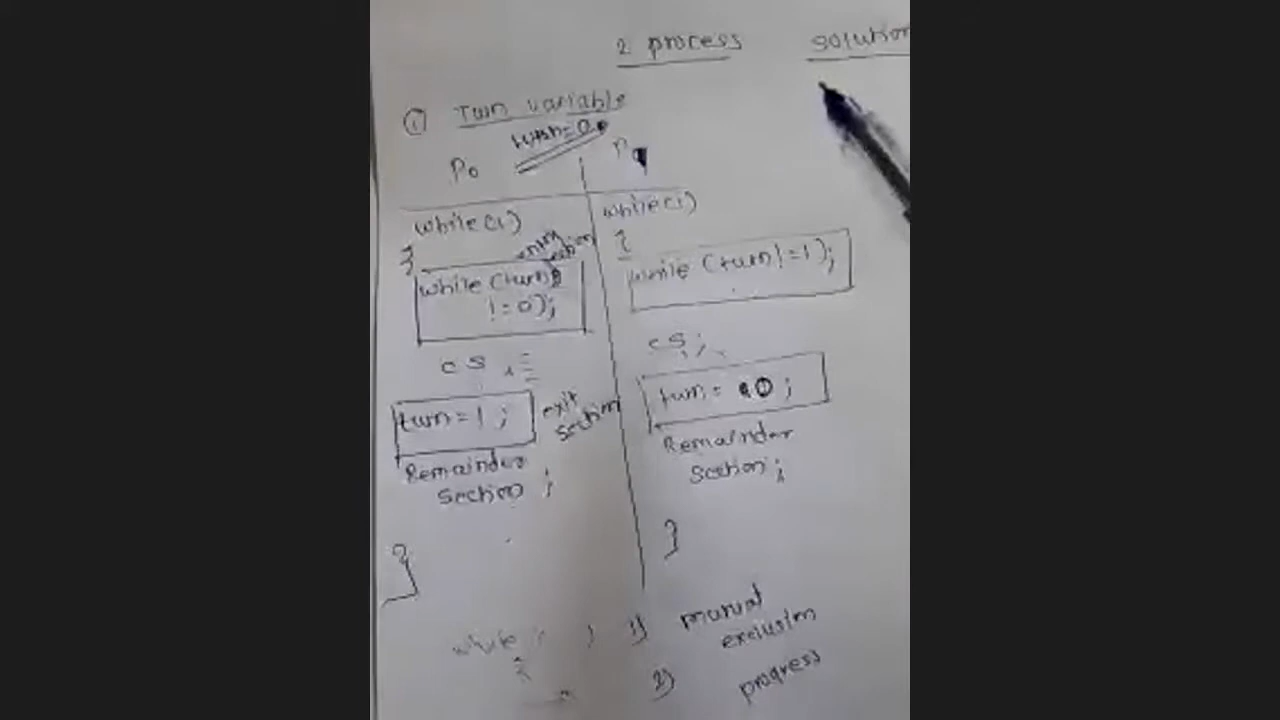 2 process solution
① Turn variable
turn=0
P0
while(1)
{
entry section
while (turn
!=0);
cs ;
turn=1 ;
exit section
Remainder
section ;
}
while(1)
{
while (turn!=1);
cs ;
turn= 0 ;
Remainder
section ;
}
while
1) mutual
exclusion
2) progress